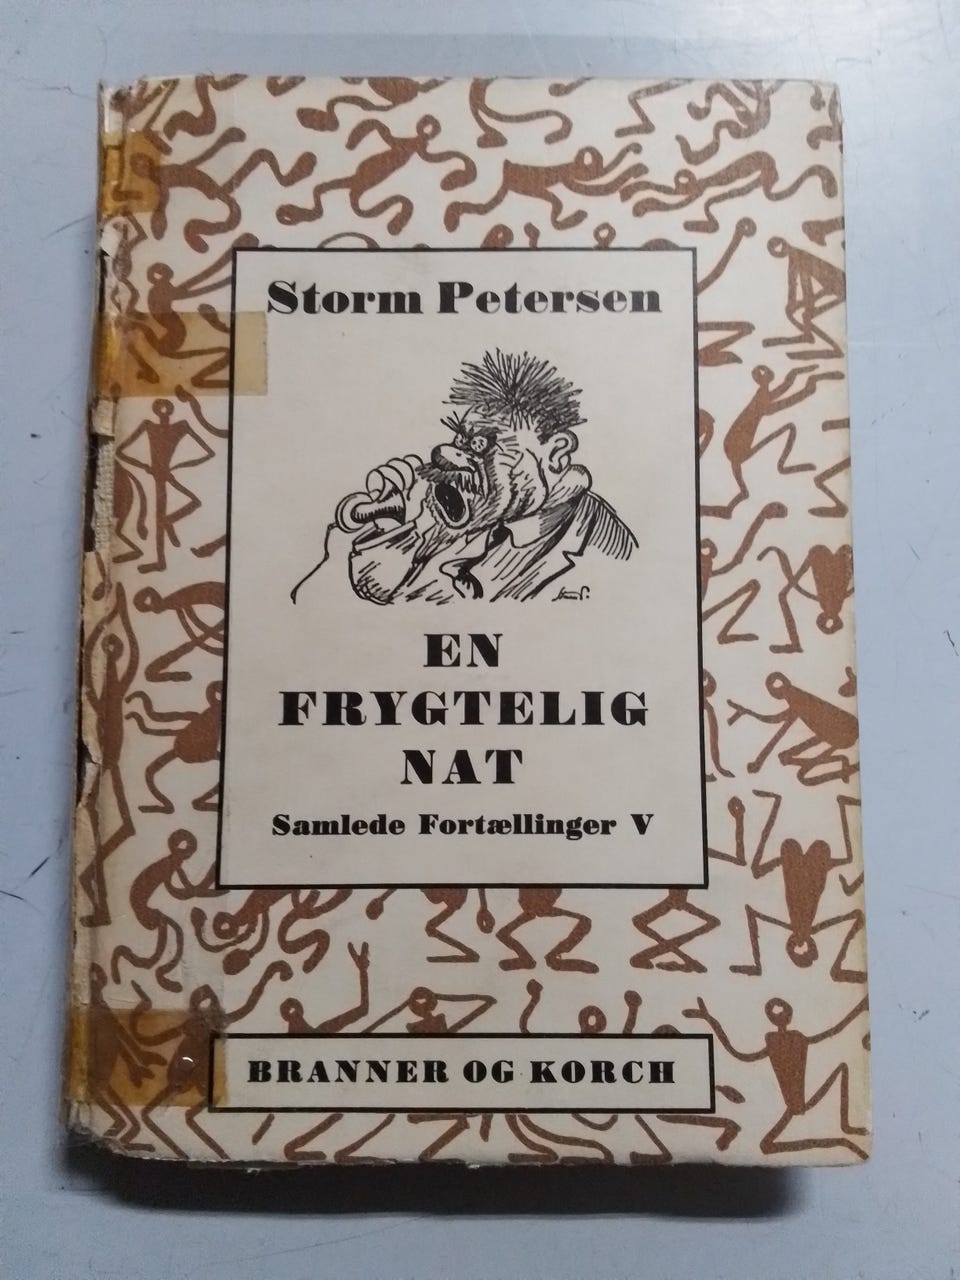 Storm Petersen
EN
FRYGTELIG
NAT
Samlede Fortællinger V
BRANNER OG KORCH